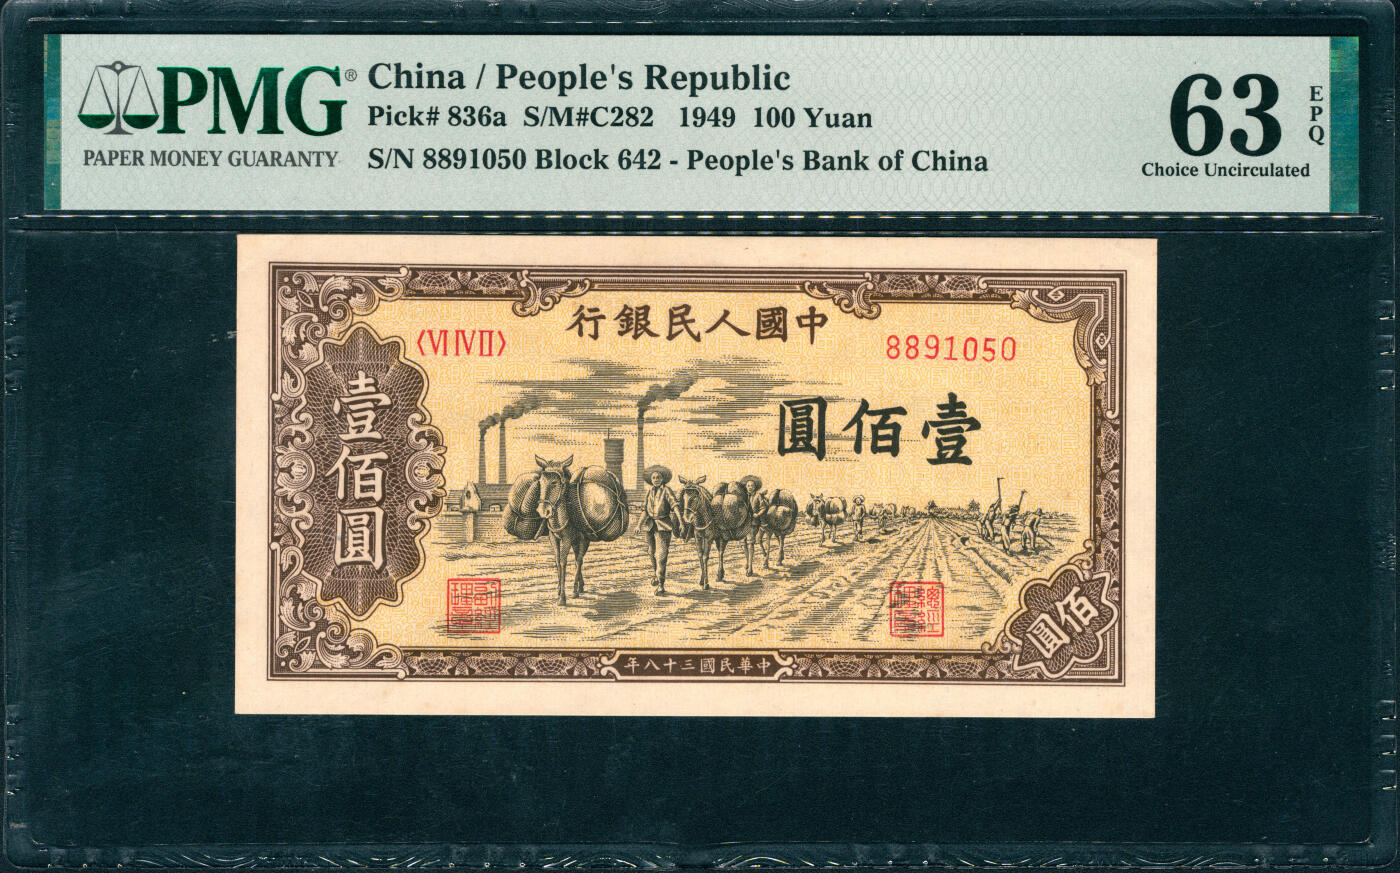 PMG®
PAPER MONEY GUARANTY
China / People's Republic
Pick# 836a S/M#C282 1949 100 Yuan
S/N 8891050 Block 642 - People's Bank of China
63
EPQ
Choice Uncirculated
行銀民人國中
〈VI IV II〉
8891050
圓佰壹
壹佰圓
佰圓
年八十三國民華中